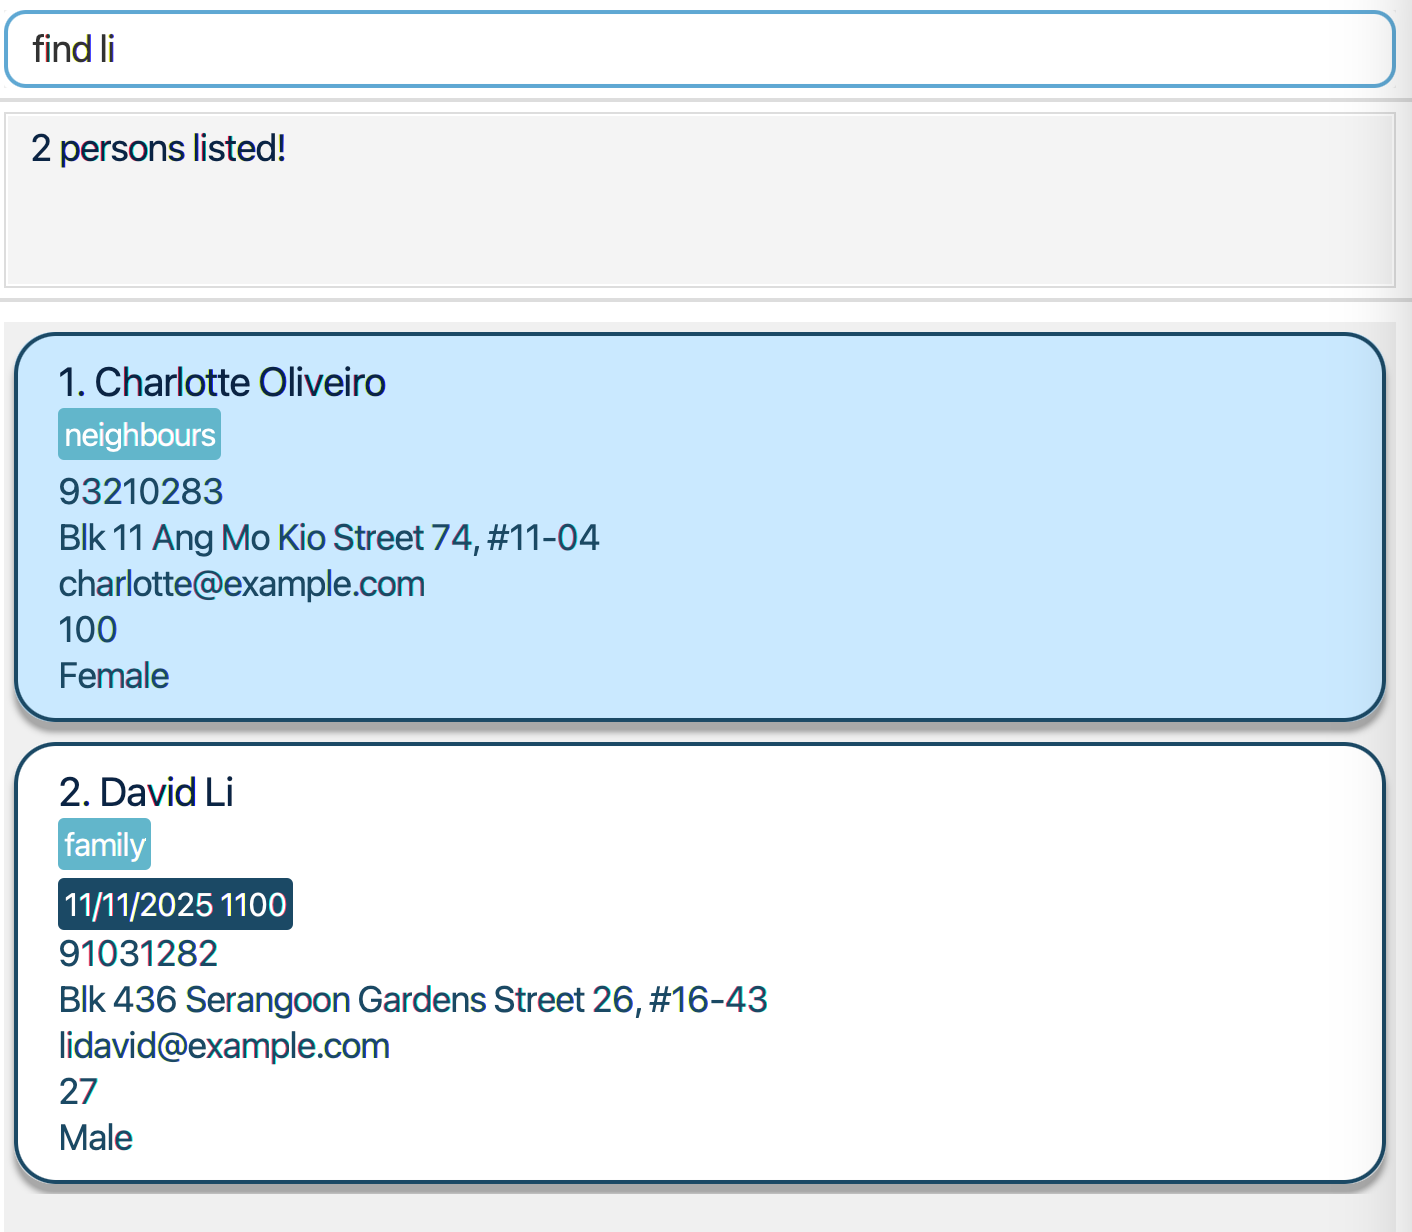 find li
2 persons listed!
1. Charlotte Oliveiro
neighbours
93210283
Blk 11 Ang Mo Kio Street 74, #11-04
charlotte@example.com
100
Female
2. David Li
family
11/11/2025 1100
91031282
Blk 436 Serangoon Gardens Street 26, #16-43
lidavid@example.com
27
Male